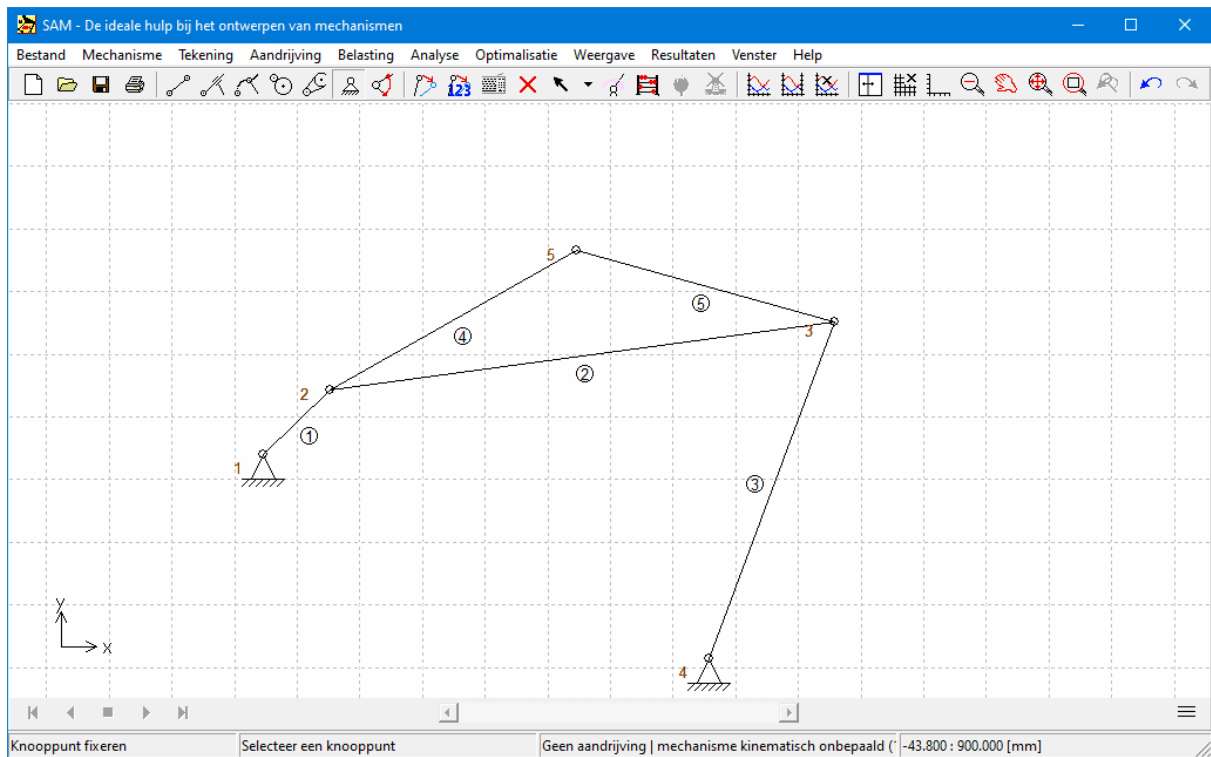 SAM - De ideale hulp bij het ontwerpen van mechanismen
Bestand Mechanisme Tekening Aandrijving Belasting Analyse Optimalisatie Weergave Resultaten Venster Help
123
5
5
4
3
2
2
1
1
3
4
y
x
Knooppunt fixeren Selecteer een knooppunt Geen aandrijving | mechanisme kinematisch onbepaald ( -43.800 : 900.000 [mm]